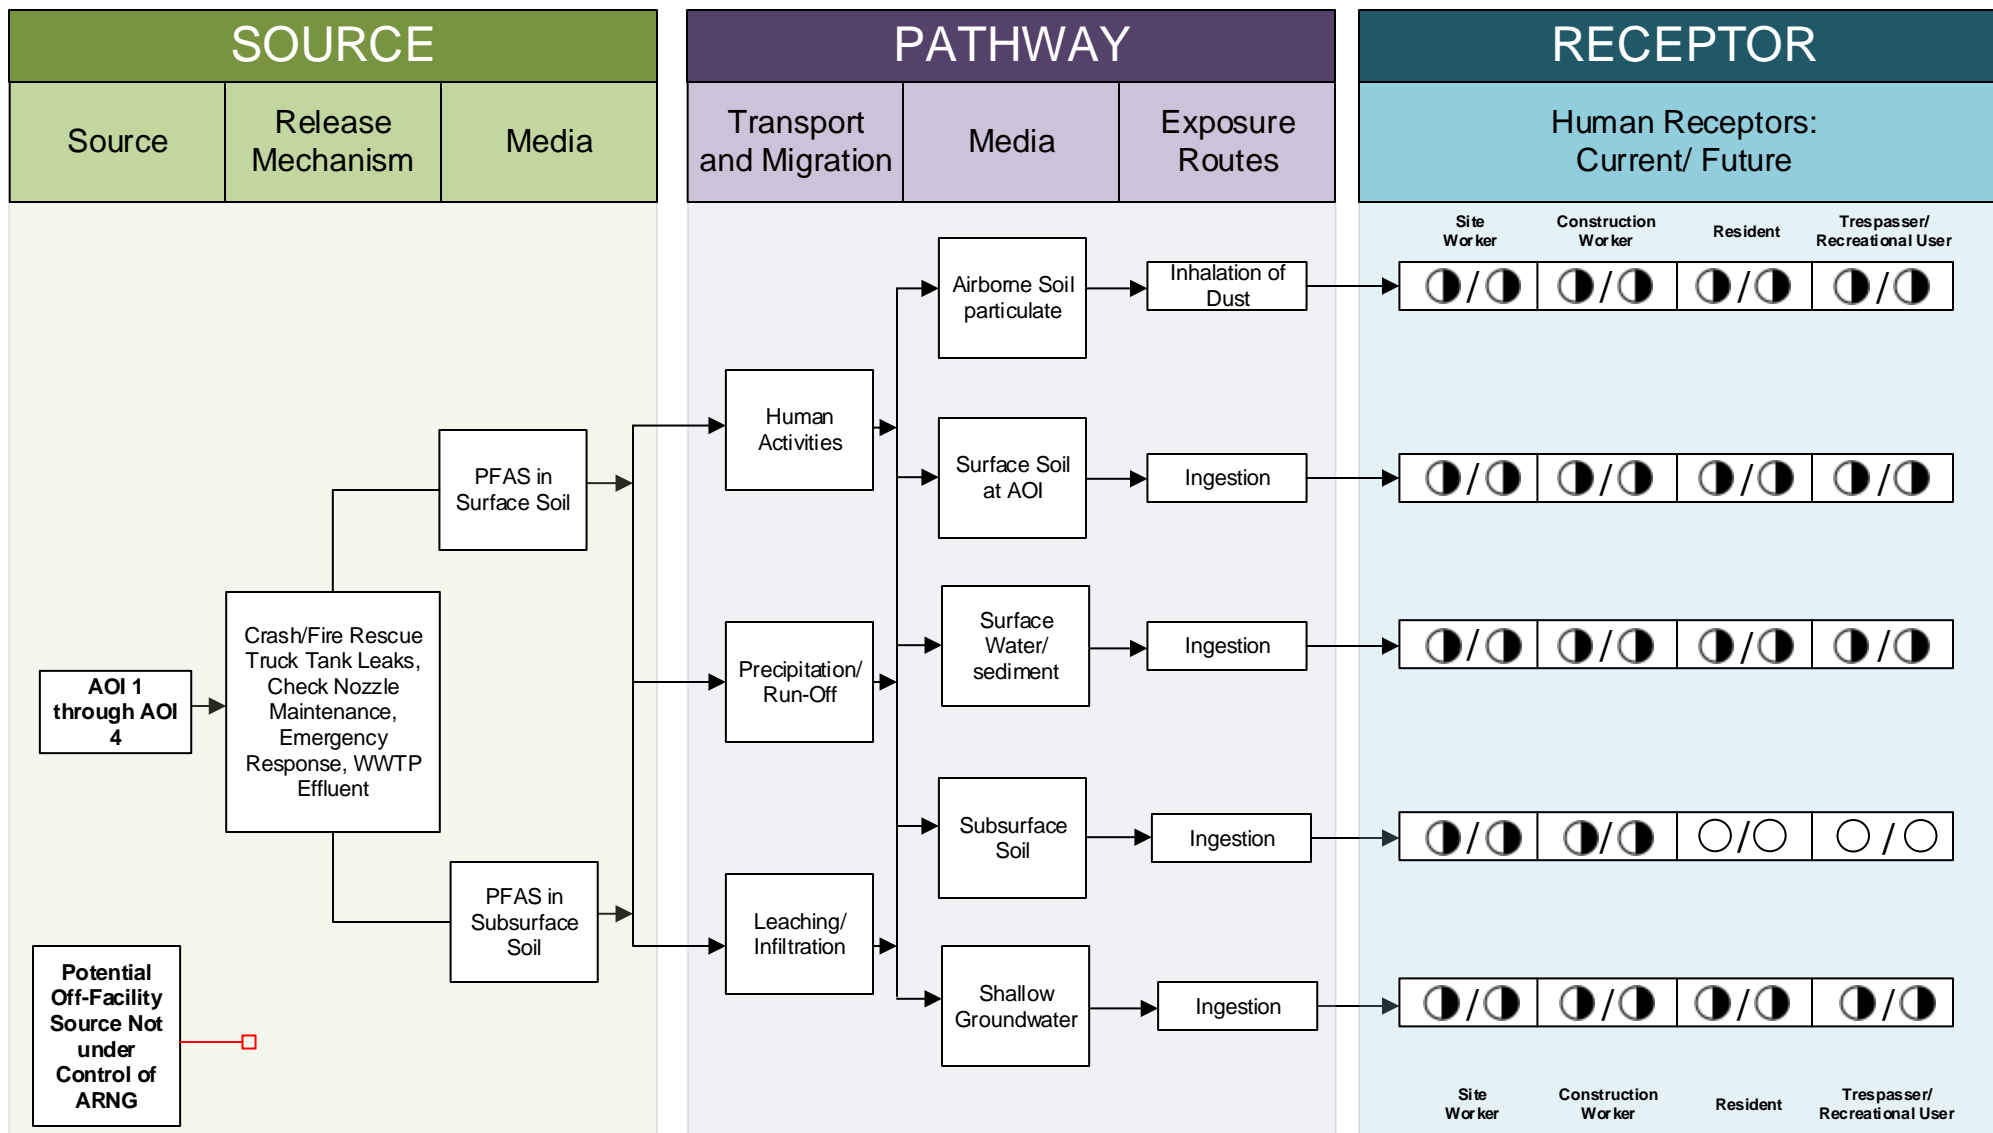 SOURCE
PATHWAY
RECEPTOR
Source
Release
Mechanism
Media
Transport
and Migration
Media
Exposure
Routes
Human Receptors:
Current/ Future
Site
Worker
Construction
Worker
Resident
Trespasser/
Recreational User
AOI 1
through AOI
4
Crash/Fire Rescue
Truck Tank Leaks,
Check Nozzle
Maintenance,
Emergency
Response, WWTP
Effluent
PFAS in
Surface Soil
PFAS in
Subsurface
Soil
Potential
Off-Facility
Source Not
under
Control of
ARNG
Human
Activities
Precipitation/
Run-Off
Leaching/
Infiltration
Airborne Soil
particulate
Inhalation of
Dust
/
/
/
/
Surface Soil
at AOI
Ingestion
/
/
/
/
Surface
Water/
sediment
Ingestion
/
/
/
/
Subsurface
Soil
Ingestion
/
/
/
/
Shallow
Groundwater
Ingestion
/
/
/
/
Site
Worker
Construction
Worker
Resident
Trespasser/
Recreational User